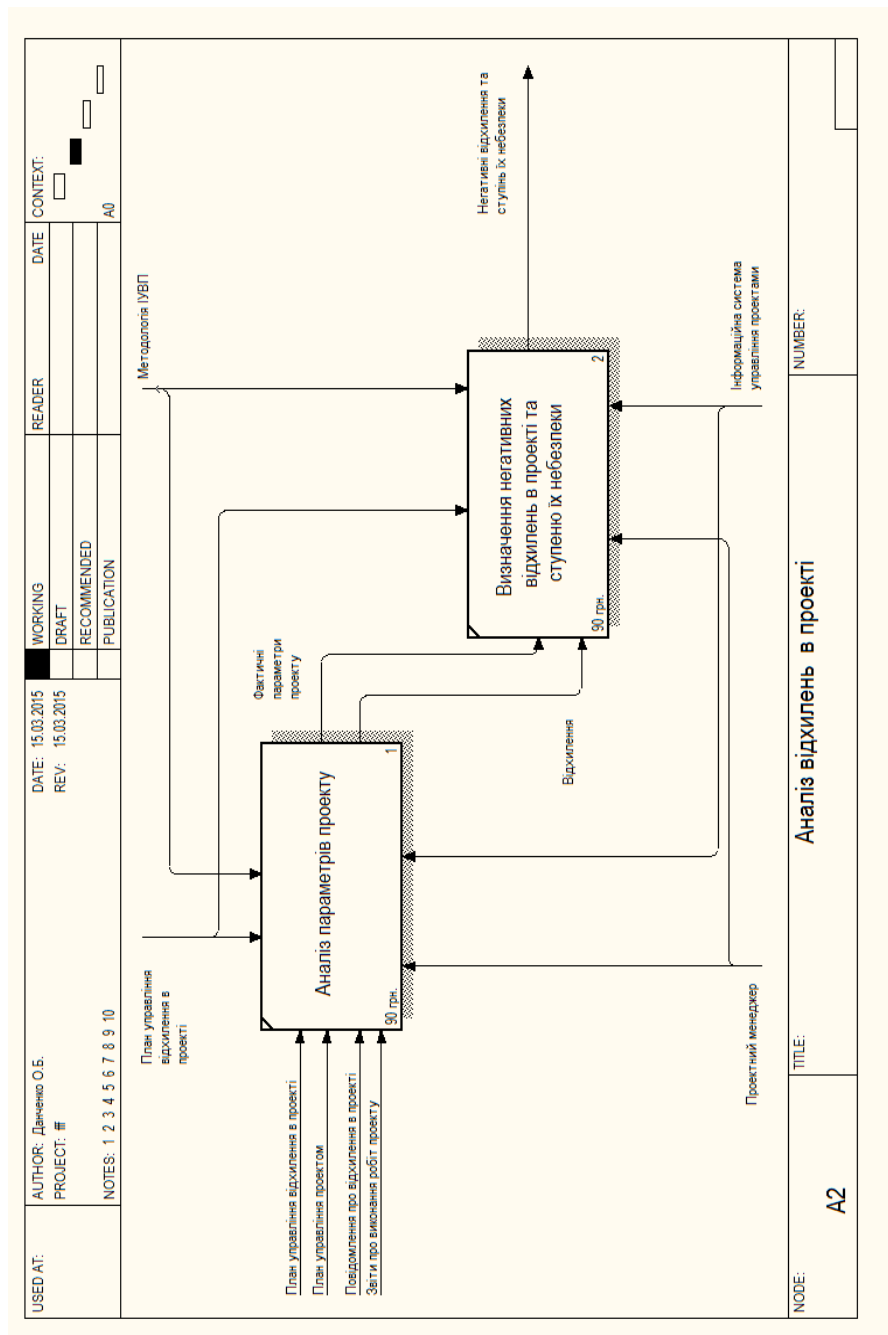 USED AT:
AUTHOR: Данченко О.Б.
PROJECT: fff
NOTES: 1 2 3 4 5 6 7 8 9 10
DATE: 15.03.2015
REV: 15.03.2015
WORKING
DRAFT
RECOMMENDED
PUBLICATION
READER
DATE
CONTEXT:
A0
План управління
відхилення в
проекті
Методологія ІУВП
План управління відхилення в проекті
План управління проектом
Повідомлення про відхилення в проекті
Звіти про виконання робіт проекту
Аналіз параметрів проекту
90 грн.
1
Фактичні
параметри
проекту
Відхилення
Визначення негативних
відхилень в проекті та
ступеню їх небезпеки
90 грн.
2
Негативні відхилення та
ступінь їх небезпеки
Проектний менеджер
Інформаційна система
управління проектами
NODE:
A2
TITLE:
Аналіз відхилень в проекті
NUMBER: